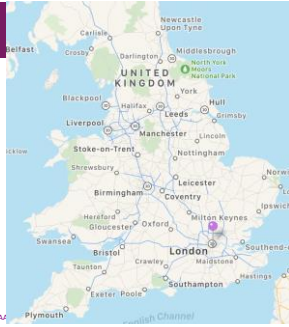 Newcastle
Upon Tyne
Carlisle
Belfast
Crosby
Darlington
Middlesbrough
North York
Moors
National Park
UNITED
KINGDOM
York
Blackpool
Halifax
Leeds
Hull
Grimsby
Liverpool
Manchester
Lincoln
cklow
Stoke-on-Trent
Nottingham
Shrewsbury
Leicester
Norwi
Birmingham
Coventry
Ipswich
Hereford
Milton Keynes
Gloucester
Oxford
Swansea
London
Southend-o
Bristol
Maidstone
Taunton
Crawley
Hastings
Southampton
Exeter
Poole
Plymouth
English Channel